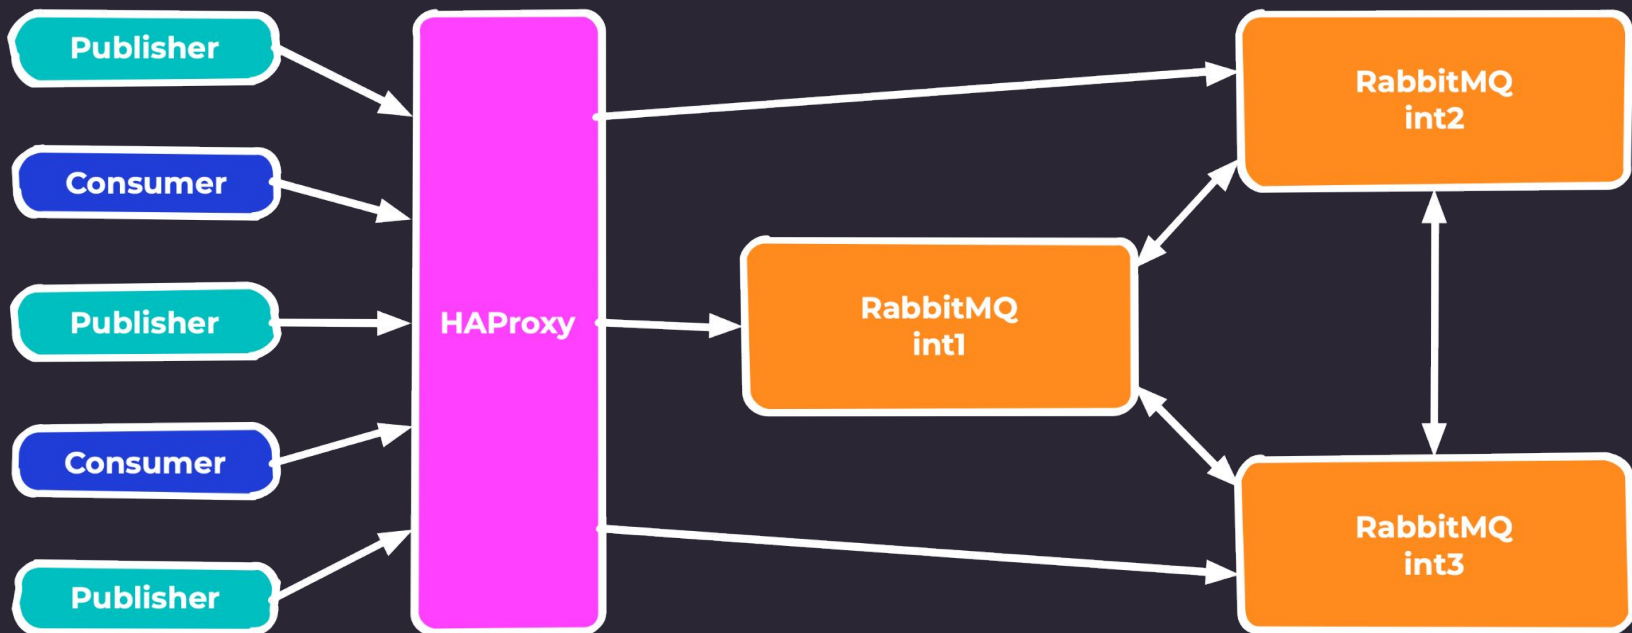 Publisher
Consumer
Publisher
Consumer
Publisher
HAProxy
RabbitMQ
int1
RabbitMQ
int2
RabbitMQ
int3